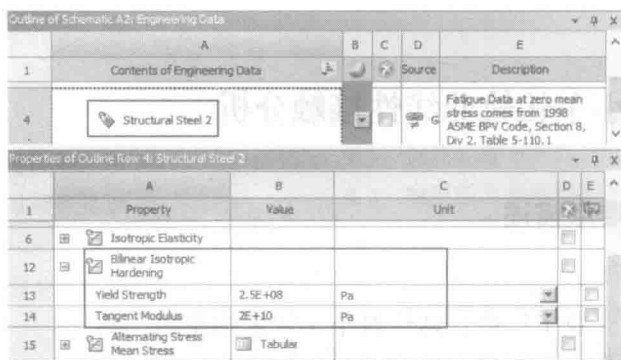 Outline of Schematic A2: Engineering Data
A B C D E
1 Contents of Engineering Data Source Description
4 Structural Steel 2 G Fatigue Data at zero mean
stress comes from 1998
ASME BPV Code, Section 8,
Div 2, Table 5-110.1
Properties of Outline Row 4: Structural Steel 2
A B C D E
1 Property Value Unit
6 Isotropic Elasticity
12 Bilinear Isotropic
Hardening
13 Yield Strength 2.5E+08 Pa
14 Tangent Modulus 2E+10 Pa
15 Alternating Stress
Mean Stress Tabular